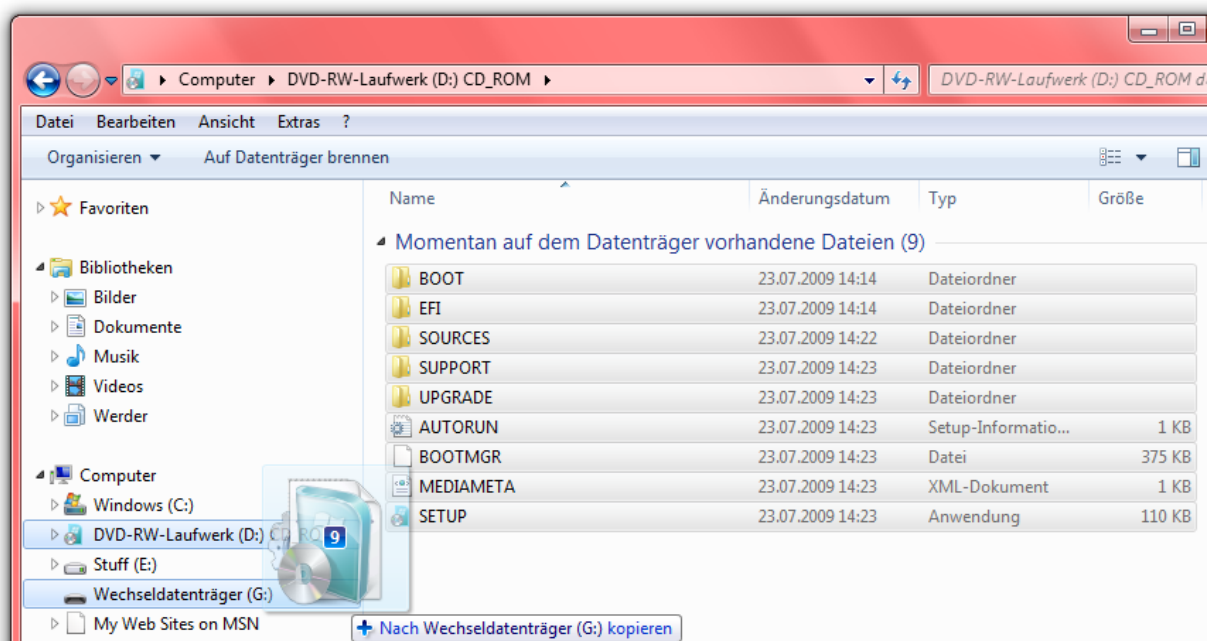 Computer ▸ DVD-RW-Laufwerk (D:) CD_ROM ▸
DVD-RW-Laufwerk (D:) CD_ROM
Datei Bearbeiten Ansicht Extras ?
Organisieren Auf Datenträger brennen
Favoriten
Bibliotheken
Bilder
Dokumente
Musik
Videos
Werder
Computer
Windows (C:)
DVD-RW-Laufwerk (D:)
Stuff (E:)
Wechseldatenträger (G:)
My Web Sites on MSN
Name Änderungsdatum Typ Größe
Momentan auf dem Datenträger vorhandene Dateien (9)
BOOT 23.07.2009 14:14 Dateiordner
EFI 23.07.2009 14:14 Dateiordner
SOURCES 23.07.2009 14:22 Dateiordner
SUPPORT 23.07.2009 14:23 Dateiordner
UPGRADE 23.07.2009 14:23 Dateiordner
AUTORUN 23.07.2009 14:23 Setup-Informatio... 1 KB
BOOTMGR 23.07.2009 14:23 Datei 375 KB
MEDIAMETA 23.07.2009 14:23 XML-Dokument 1 KB
SETUP 23.07.2009 14:23 Anwendung 110 KB
9
Nach Wechseldatenträger (G:) kopieren